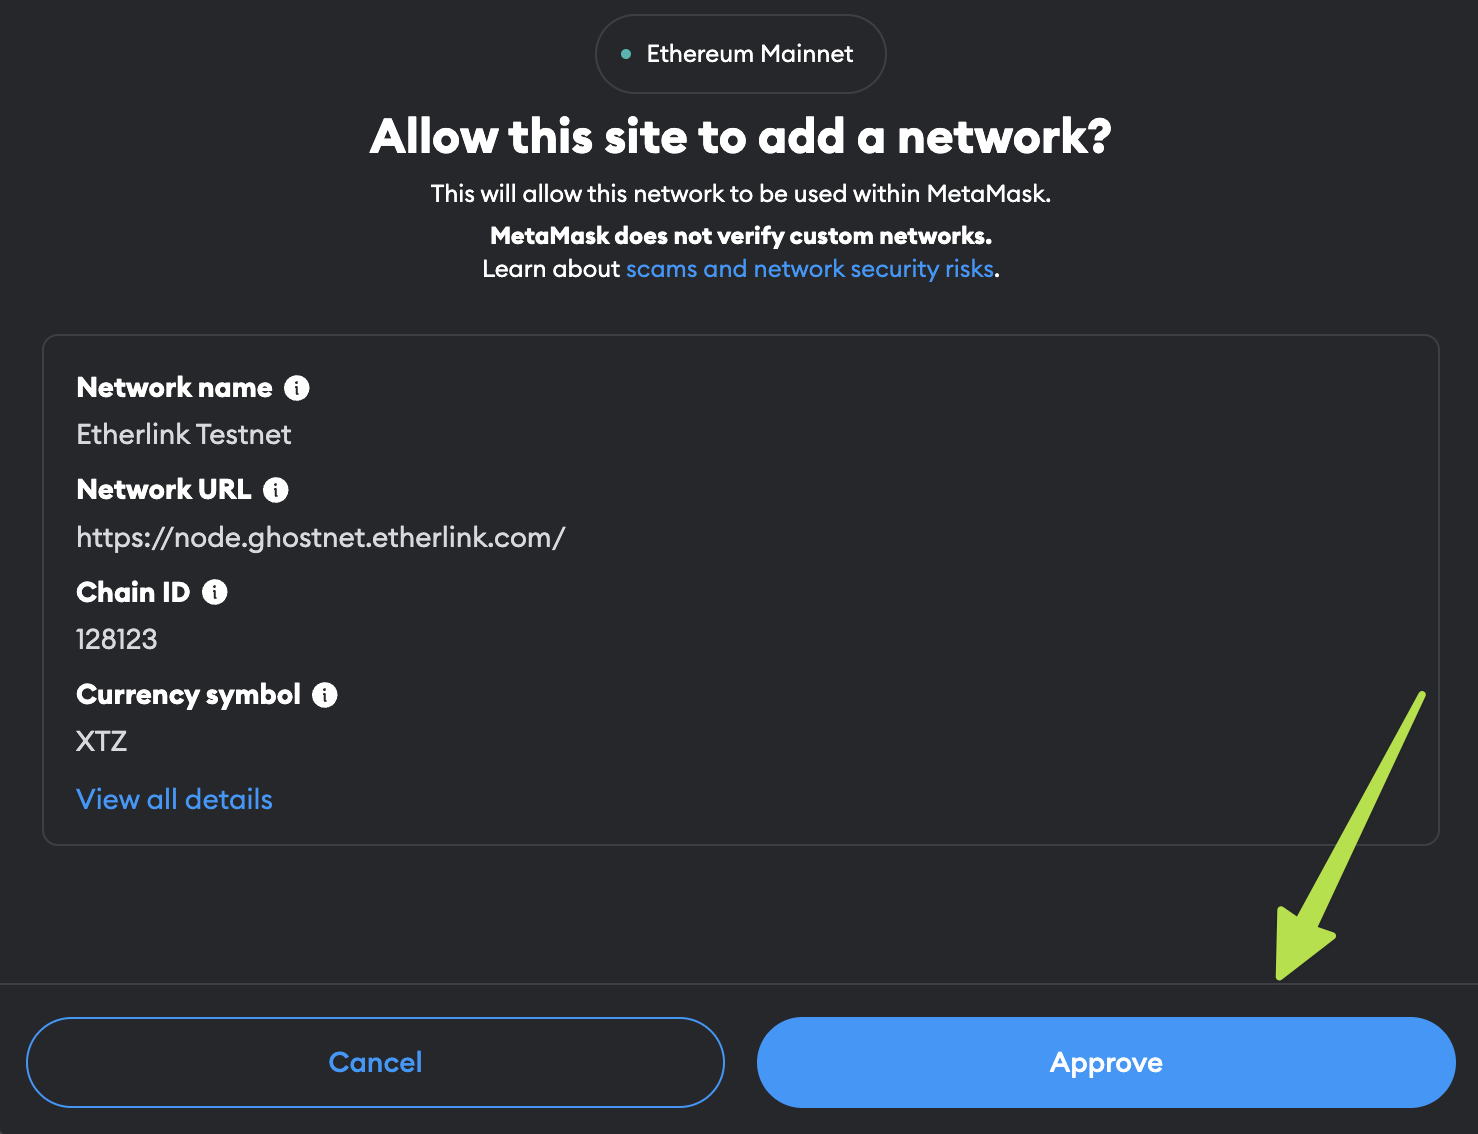 Ethereum Mainnet
Allow this site to add a network?
This will allow this network to be used within MetaMask.
MetaMask does not verify custom networks.
Learn about scams and network security risks.
Network name
Etherlink Testnet
Network URL
https://node.ghostnet.etherlink.com/
Chain ID
128123
Currency symbol
XTZ
View all details
Cancel
Approve